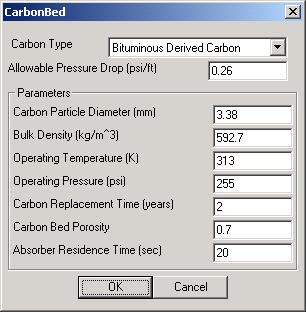 CarbonBed
Carbon Type Bituminous Derived Carbon
Allowable Pressure Drop (psi/ft) 0.26
Parameters
Carbon Particle Diameter (mm) 3.38
Bulk Density (kg/m^3) 592.7
Operating Temperature (K) 313
Operating Pressure (psi) 255
Carbon Replacement Time (years) 2
Carbon Bed Porosity 0.7
Absorber Residence Time (sec) 20
OK Cancel